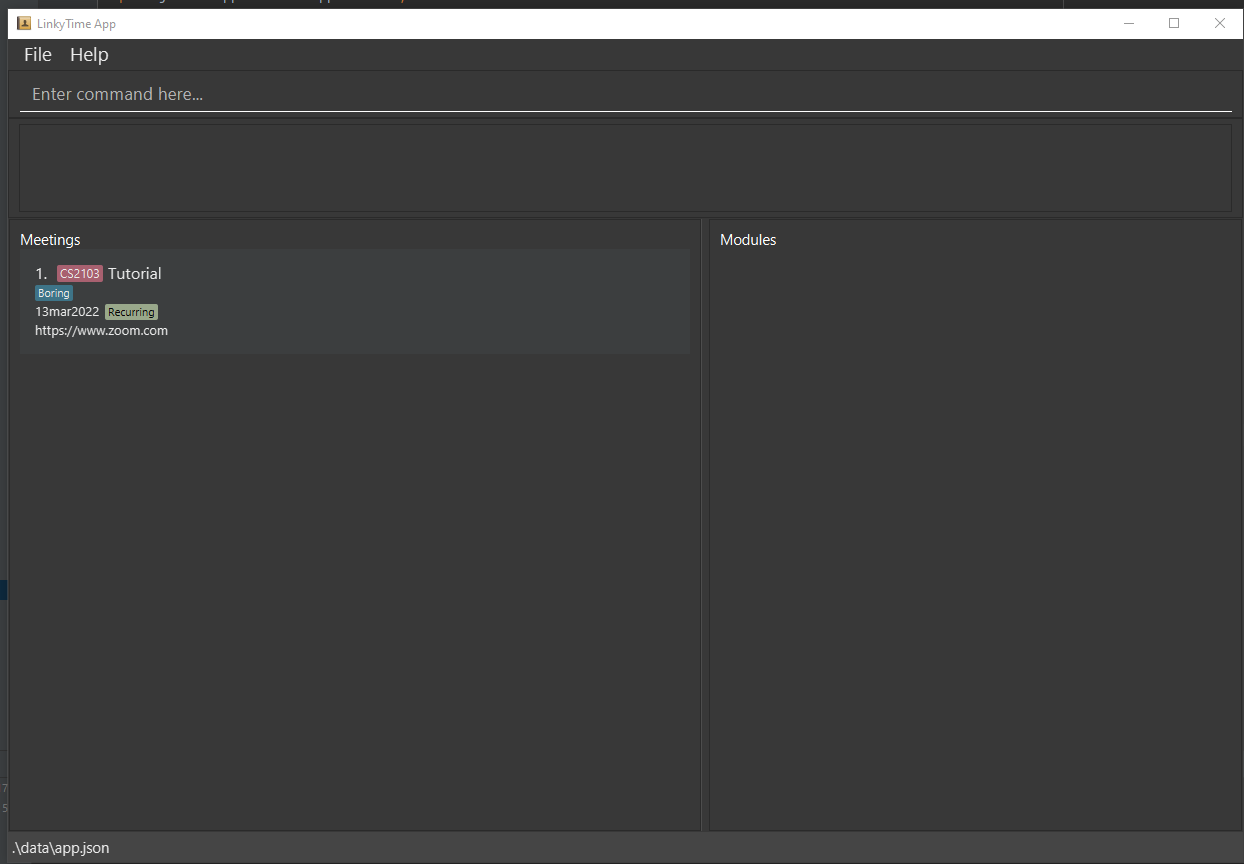 LinkyTime App
File Help
Enter command here...
Meetings
1. CS2103 Tutorial
Boring
13mar2022 Recurring
https://www.zoom.com
Modules
.\data\app.json